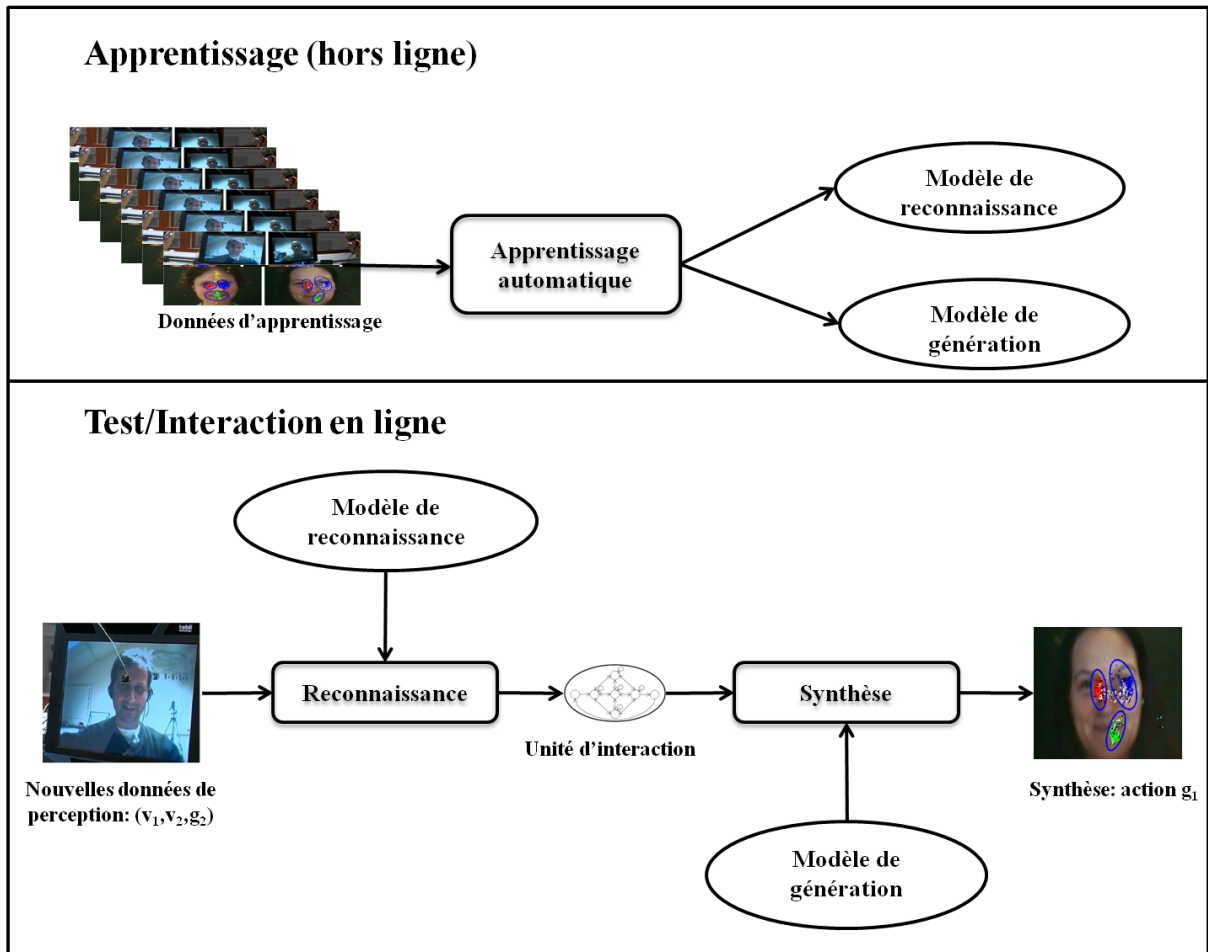 Apprentissage (hors ligne)
Modèle de
reconnaissance
Apprentissage
automatique
Données d'apprentissage
Modèle de
génération
Test/Interaction en ligne
Modèle de
reconnaissance
tobii
Reconnaissance
Synthèse
Unité d'interaction
Nouvelles données de
perception: (v₁,v₂,g₂)
Synthèse: action g₁
Modèle de
génération